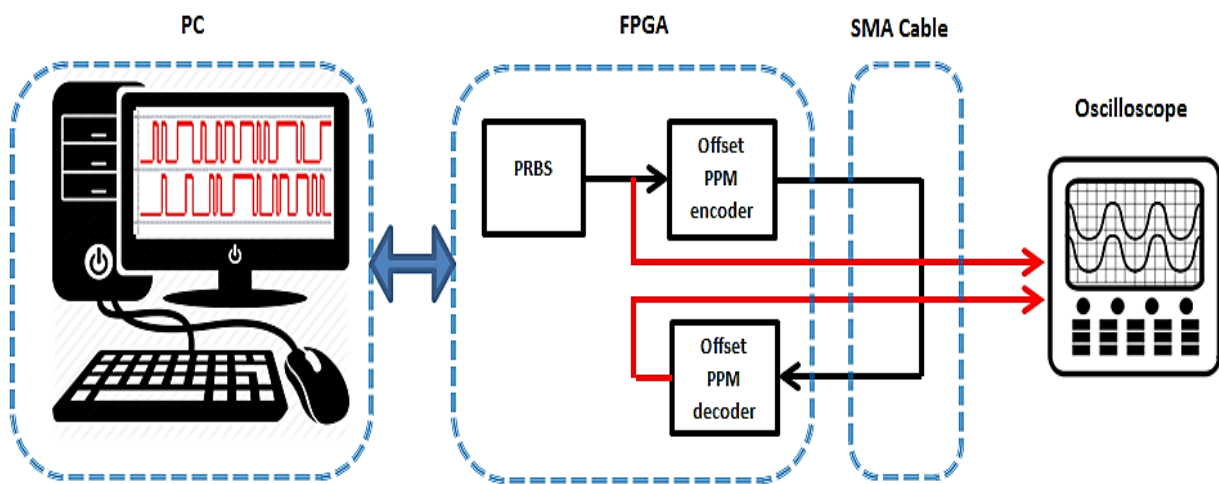 PC
FPGA
SMA Cable
Oscilloscope
PRBS
Offset
PPM
encoder
Offset
PPM
decoder